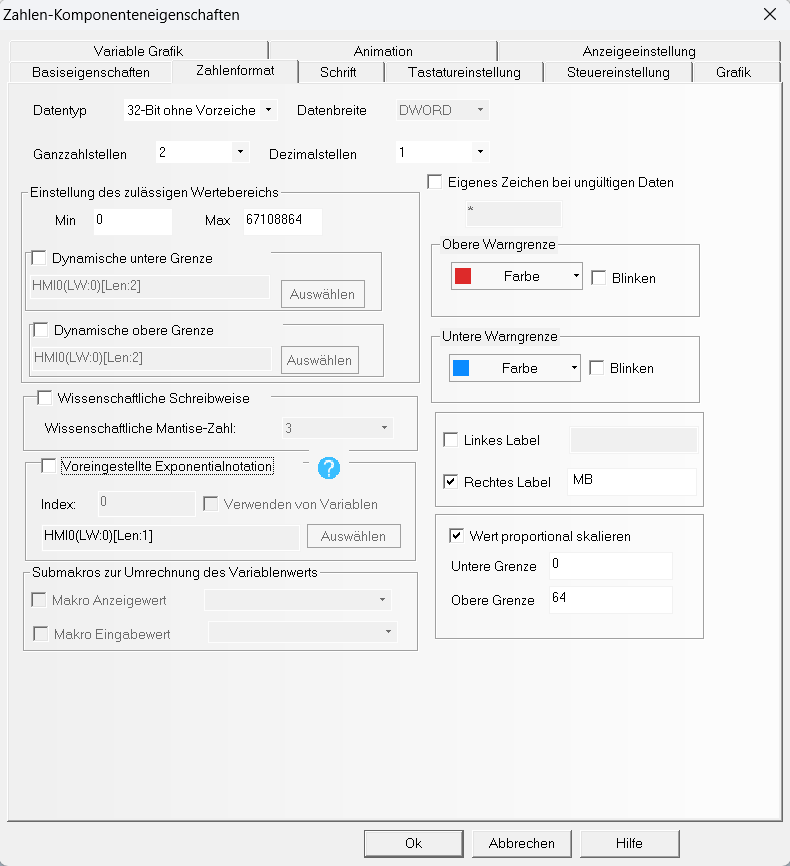 Zahlen-Komponenteneigenschaften
Variable Grafik Animation Anzeigeeinstellung
Basiseigenschaften Zahlenformat Schrift Tastatureinstellung Steuereinstellung Grafik
Datentyp 32-Bit ohne Vorzeiche Datenbreite DWORD
Ganzzahlstellen 2 Dezimalstellen 1
Eigenes Zeichen bei ungültigen Daten
*
Einstellung des zulässigen Wertebereichs
Min 0 Max 67108864
Dynamische untere Grenze
HMI0(LW:0)[Len:2] Auswählen
Dynamische obere Grenze
HMI0(LW:0)[Len:2] Auswählen
Obere Warngrenze
Farbe Blinken
Untere Warngrenze
Farbe Blinken
Wissenschaftliche Schreibweise
Wissenschaftliche Mantise-Zahl: 3
Voreingestellte Exponentialnotation ?
Index: 0 Verwenden von Variablen
HMI0(LW:0)[Len:1] Auswählen
Submakros zur Umrechnung des Variablenwerts
Makro Anzeigewert
Makro Eingabewert
Linkes Label
Rechtes Label MB
Wert proportional skalieren
Untere Grenze 0
Obere Grenze 64
Ok Abbrechen Hilfe